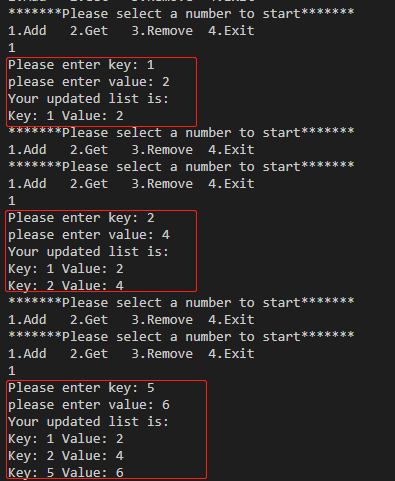 *******Please select a number to start*******
1.Add   2.Get   3.Remove  4.Exit
1
Please enter key: 1
please enter value: 2
Your updated list is:
Key: 1 Value: 2
*******Please select a number to start*******
1.Add   2.Get   3.Remove  4.Exit
*******Please select a number to start*******
1.Add   2.Get   3.Remove  4.Exit
1
Please enter key: 2
please enter value: 4
Your updated list is:
Key: 1 Value: 2
Key: 2 Value: 4
*******Please select a number to start*******
1.Add   2.Get   3.Remove  4.Exit
*******Please select a number to start*******
1.Add   2.Get   3.Remove  4.Exit
1
Please enter key: 5
please enter value: 6
Your updated list is:
Key: 1 Value: 2
Key: 2 Value: 4
Key: 5 Value: 6